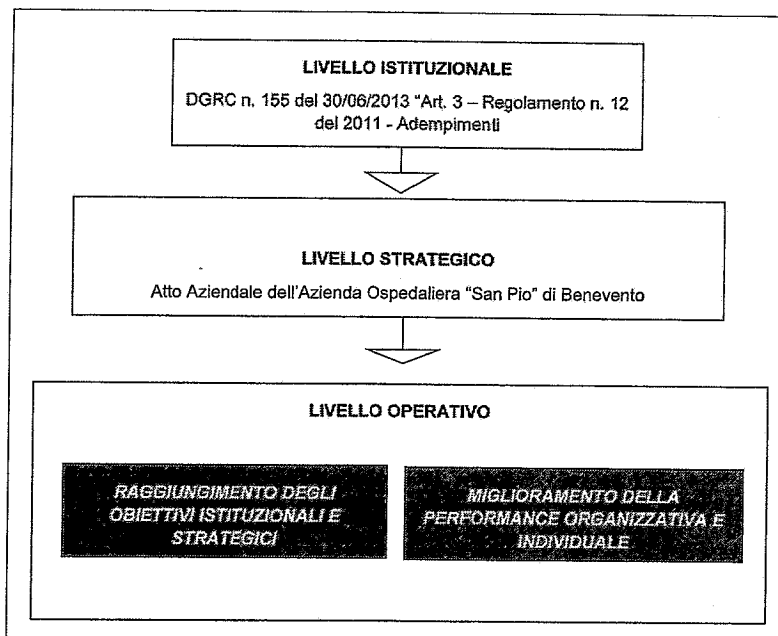 LIVELLO ISTITUZIONALE
DGRC n. 155 del 30/06/2013 “Art. 3 – Regolamento n. 12
del 2011 - Adempimenti
LIVELLO STRATEGICO
Atto Aziendale dell'Azienda Ospedaliera “San Pio” di Benevento
LIVELLO OPERATIVO
RAGGIUNGIMENTO DEGLI
OBIETTIVI ISTITUZIONALI E
STRATEGICI
MIGLIORAMENTO DELLA
PERFORMANCE ORGANIZZATIVA E
INDIVIDUALE